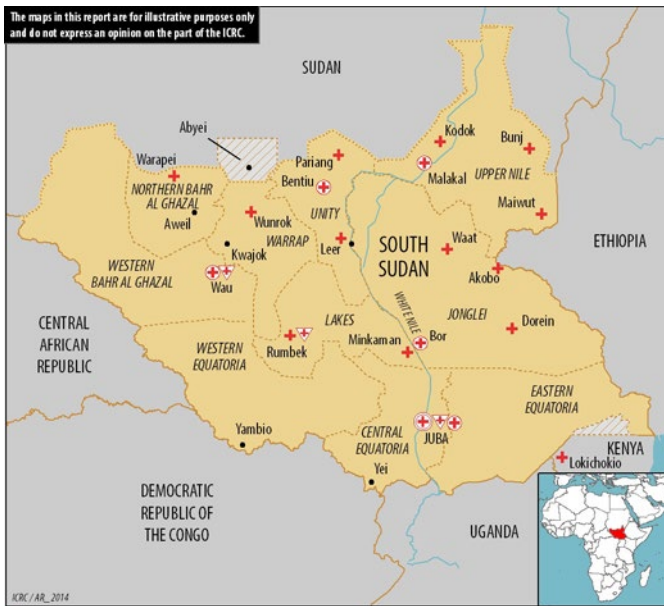 The maps in this report are for illustrative purposes only
and do not express an opinion on the part of the ICRC.
SUDAN
Abyei
Kodok
Bunj
Warapei
Pariang
Bentiu
Malakal
UPPER NILE
NORTHERN BAHR
AL GHAZAL
Aweil
Wunrok
UNITY
Maiwut
WARRAP
Leer
SOUTH
SUDAN
Waat
ETHIOPIA
Kwajok
WESTERN
BAHR AL GHAZAL
Wau
Akobo
CENTRAL
AFRICAN
REPUBLIC
WHITE NILE
JONGLEI
LAKES
Dorein
WESTERN
EQUATORIA
Rumbek
Minkaman
Bor
EASTERN
EQUATORIA
CENTRAL
EQUATORIA
JUBA
Yambio
KENYA
Yei
Lokichokio
DEMOCRATIC
REPUBLIC OF
THE CONGO
UGANDA
ICRC / AR_2014